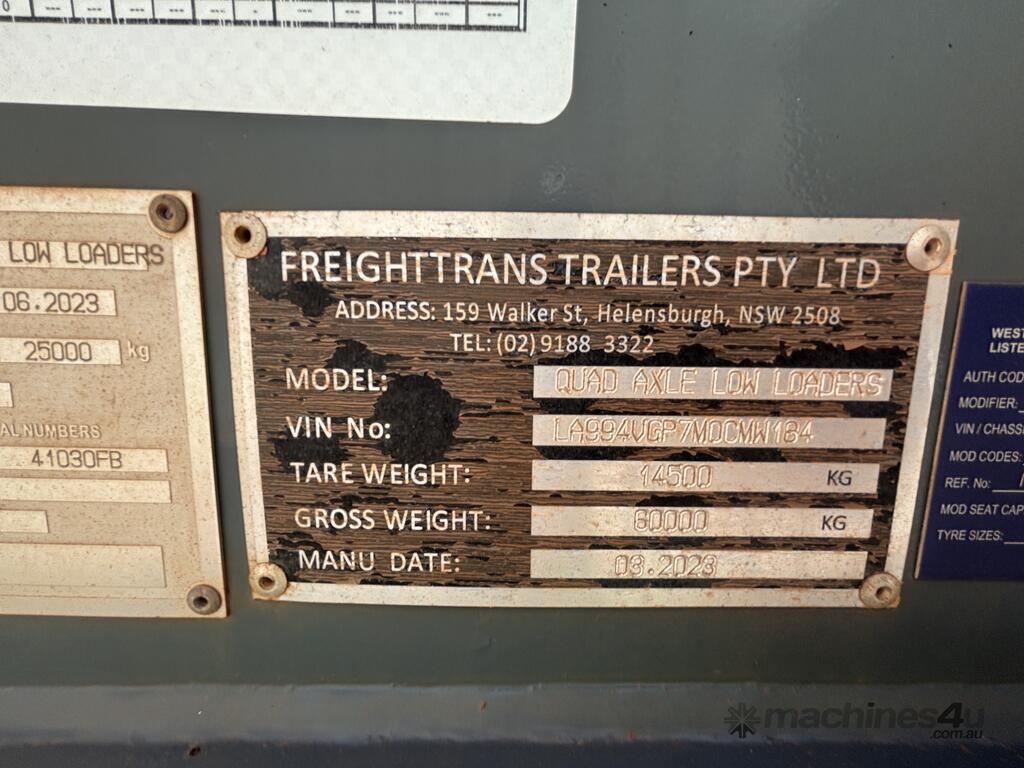 0 --- --- --- --- - --- --- --- --- ---
LOW LOADERS
06.2023
25000 kg
AL NUMBERS
41030FB
FREIGHTTRANS TRAILERS PTY LTD
ADDRESS: 159 Walker St, Helensburgh, NSW 2508
TEL: (02) 9188 3322
MODEL: QUAD AXLE LOW LOADERS
VIN No: LA994VGP7M0CMW164
TARE WEIGHT: 14500 KG
GROSS WEIGHT: 60000 KG
MANU DATE: 03.2023
WEST
LISTE
AUTH COD
MODIFIER:
VIN / CHASSI
MOD CODES:
REF. No:
MOD SEAT CAP
TYRE SIZES:
machines4u
.com.au